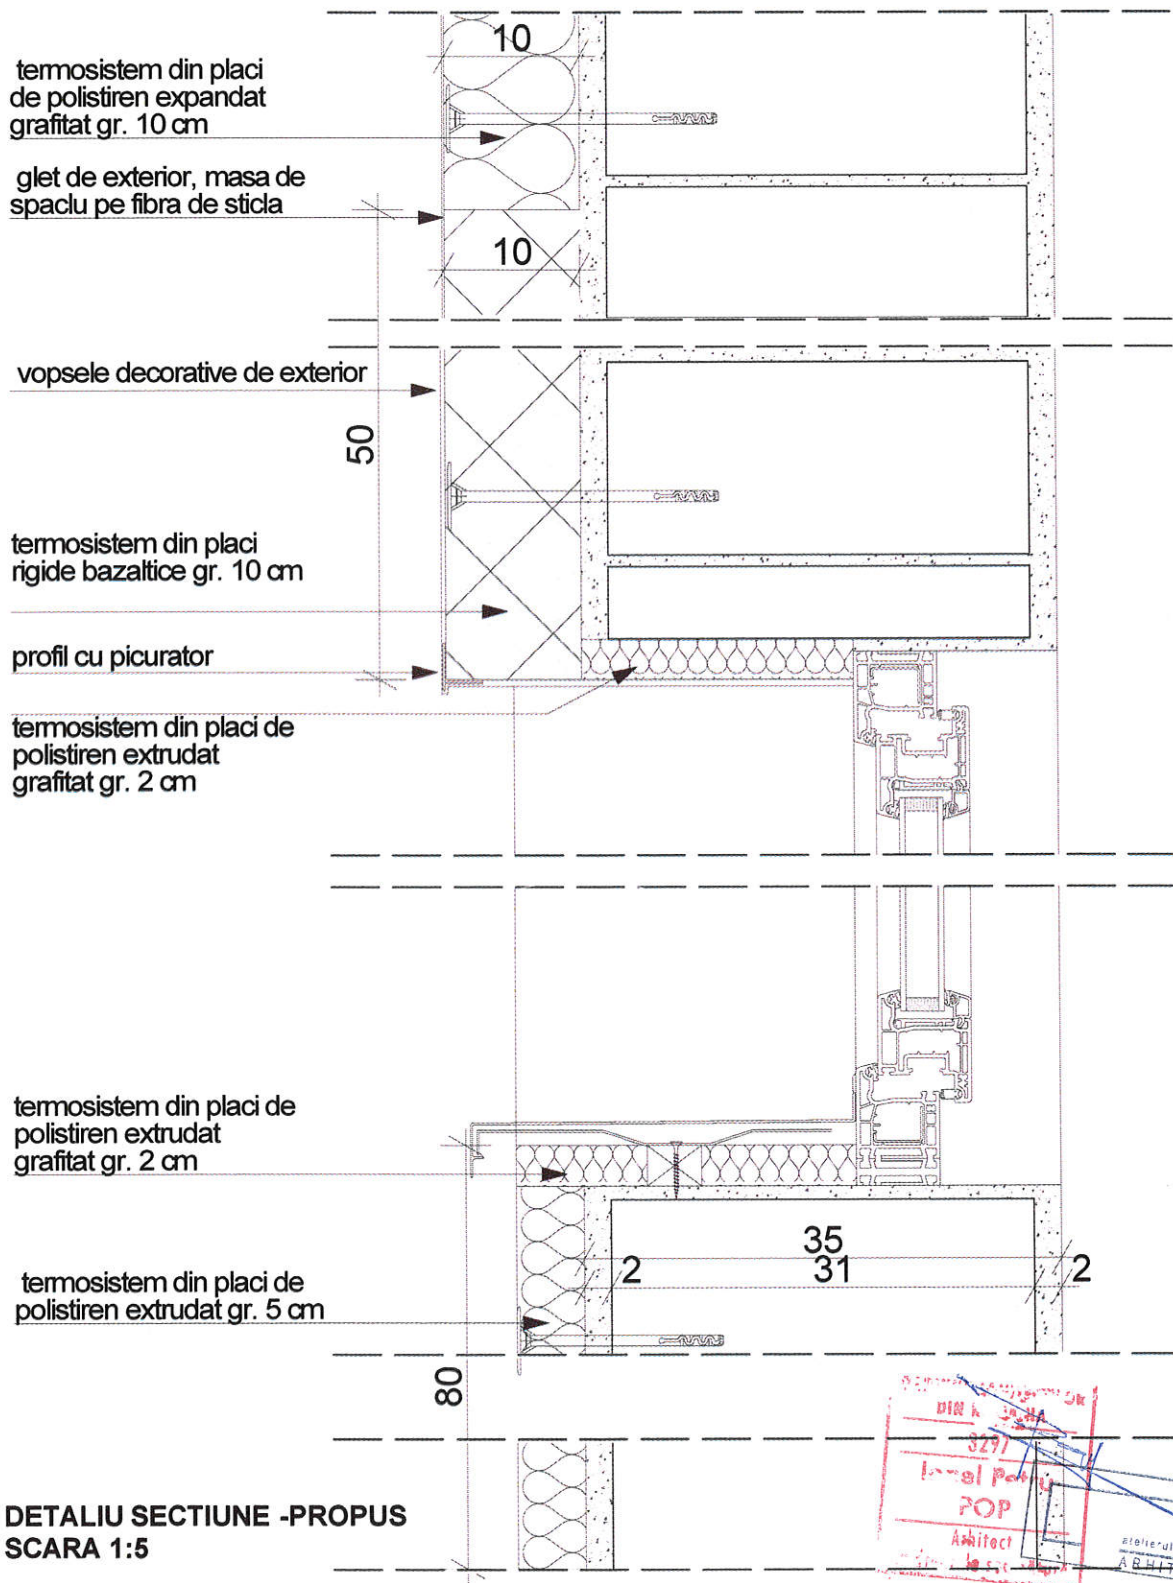 10
termosistem din placi
de polistiren expandat
grafitat gr. 10 cm
glet de exterior, masa de
spaclu pe fibra de sticla
10
vopsele decorative de exterior
50
termosistem din placi
rigide bazaltice gr. 10 cm
profil cu picurator
termosistem din placi de
polistiren extrudat
grafitat gr. 2 cm
termosistem din placi de
polistiren extrudat
grafitat gr. 2 cm
35
2
31
2
termosistem din placi de
polistiren extrudat gr. 5 cm
80
DIN
3297
POP
Arhitect
DETALIU SECTIUNE -PROPUS
SCARA 1:5
atelierul